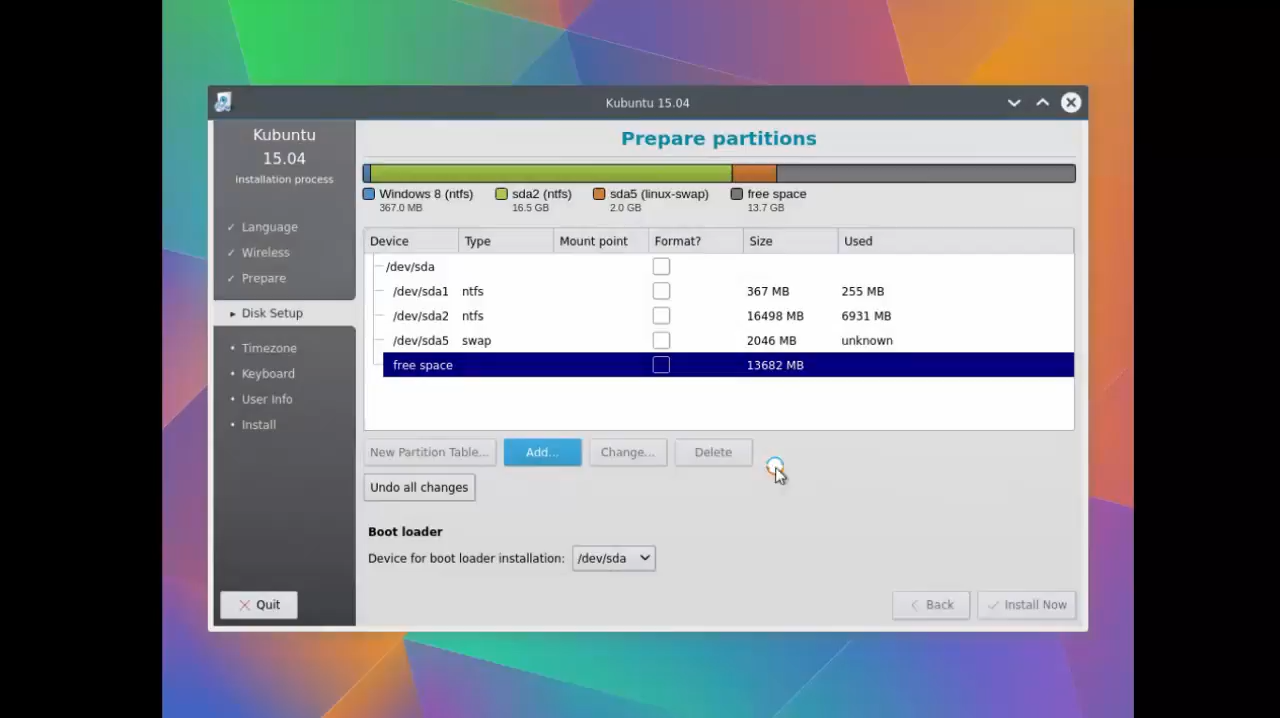 Kubuntu 15.04
Kubuntu
15.04
Installation process
✓ Language
✓ Wireless
✓ Prepare
▸ Disk Setup
• Timezone
• Keyboard
• User Info
• Install
Quit
Prepare partitions
Windows 8 (ntfs) sda2 (ntfs) sda5 (linux-swap) free space
367.0 MB 16.5 GB 2.0 GB 13.7 GB
Device Type Mount point Format? Size Used
/dev/sda
/dev/sda1 ntfs 367 MB 255 MB
/dev/sda2 ntfs 16498 MB 6931 MB
/dev/sda5 swap 2046 MB unknown
free space 13682 MB
New Partition Table... Add... Change... Delete
Undo all changes
Boot loader
Device for boot loader installation: /dev/sda
Back Install Now